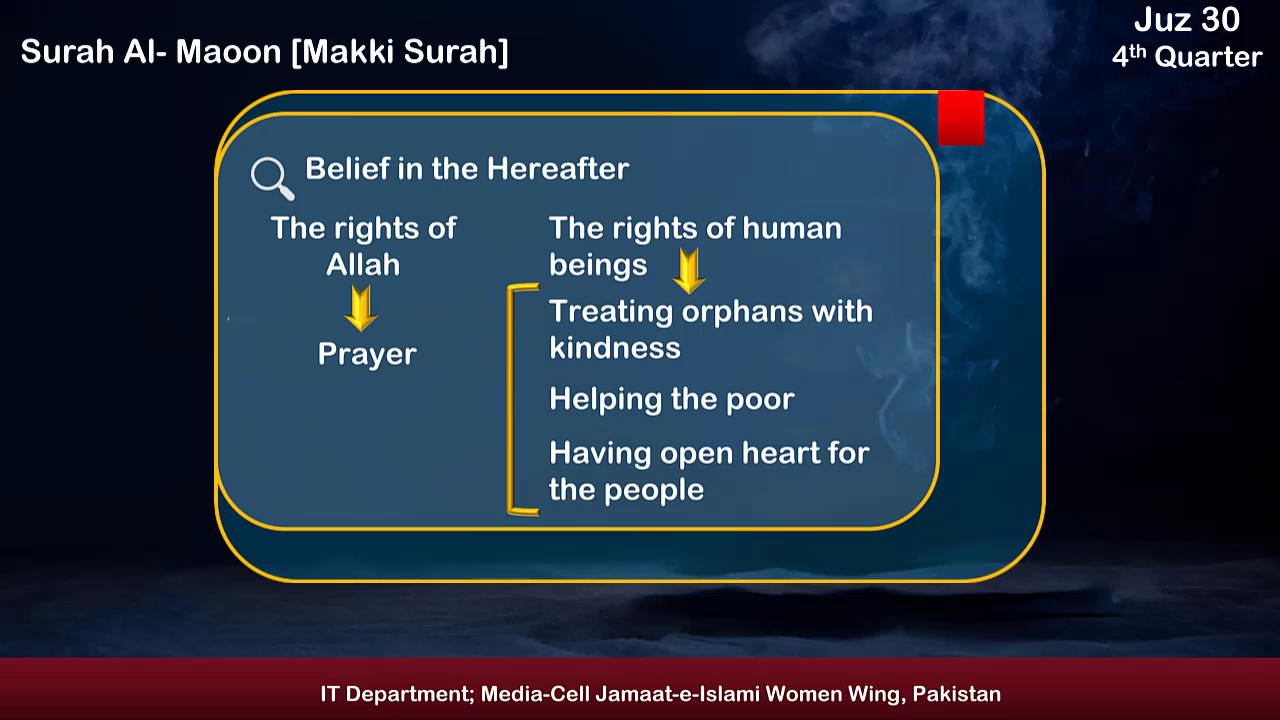 Surah Al- Maoon [Makki Surah]
Juz 30
4th Quarter
Belief in the Hereafter
The rights of
Allah
Prayer
The rights of human
beings
Treating orphans with
kindness
Helping the poor
Having open heart for
the people
IT Department; Media-Cell Jamaat-e-Islami Women Wing, Pakistan